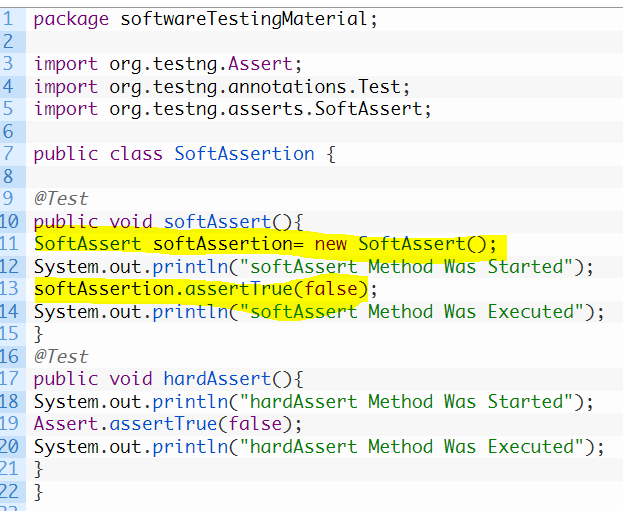 1 package softwareTestingMaterial;
2
3 import org.testng.Assert;
4 import org.testng.annotations.Test;
5 import org.testng.asserts.SoftAssert;
6
7 public class SoftAssertion {
8
9 @Test
10 public void softAssert(){
11 SoftAssert softAssertion= new SoftAssert();
12 System.out.println("softAssert Method Was Started");
13 softAssertion.assertTrue(false);
14 System.out.println("softAssert Method Was Executed");
15 }
16 @Test
17 public void hardAssert(){
18 System.out.println("hardAssert Method Was Started");
19 Assert.assertTrue(false);
20 System.out.println("hardAssert Method Was Executed");
21 }
22 }